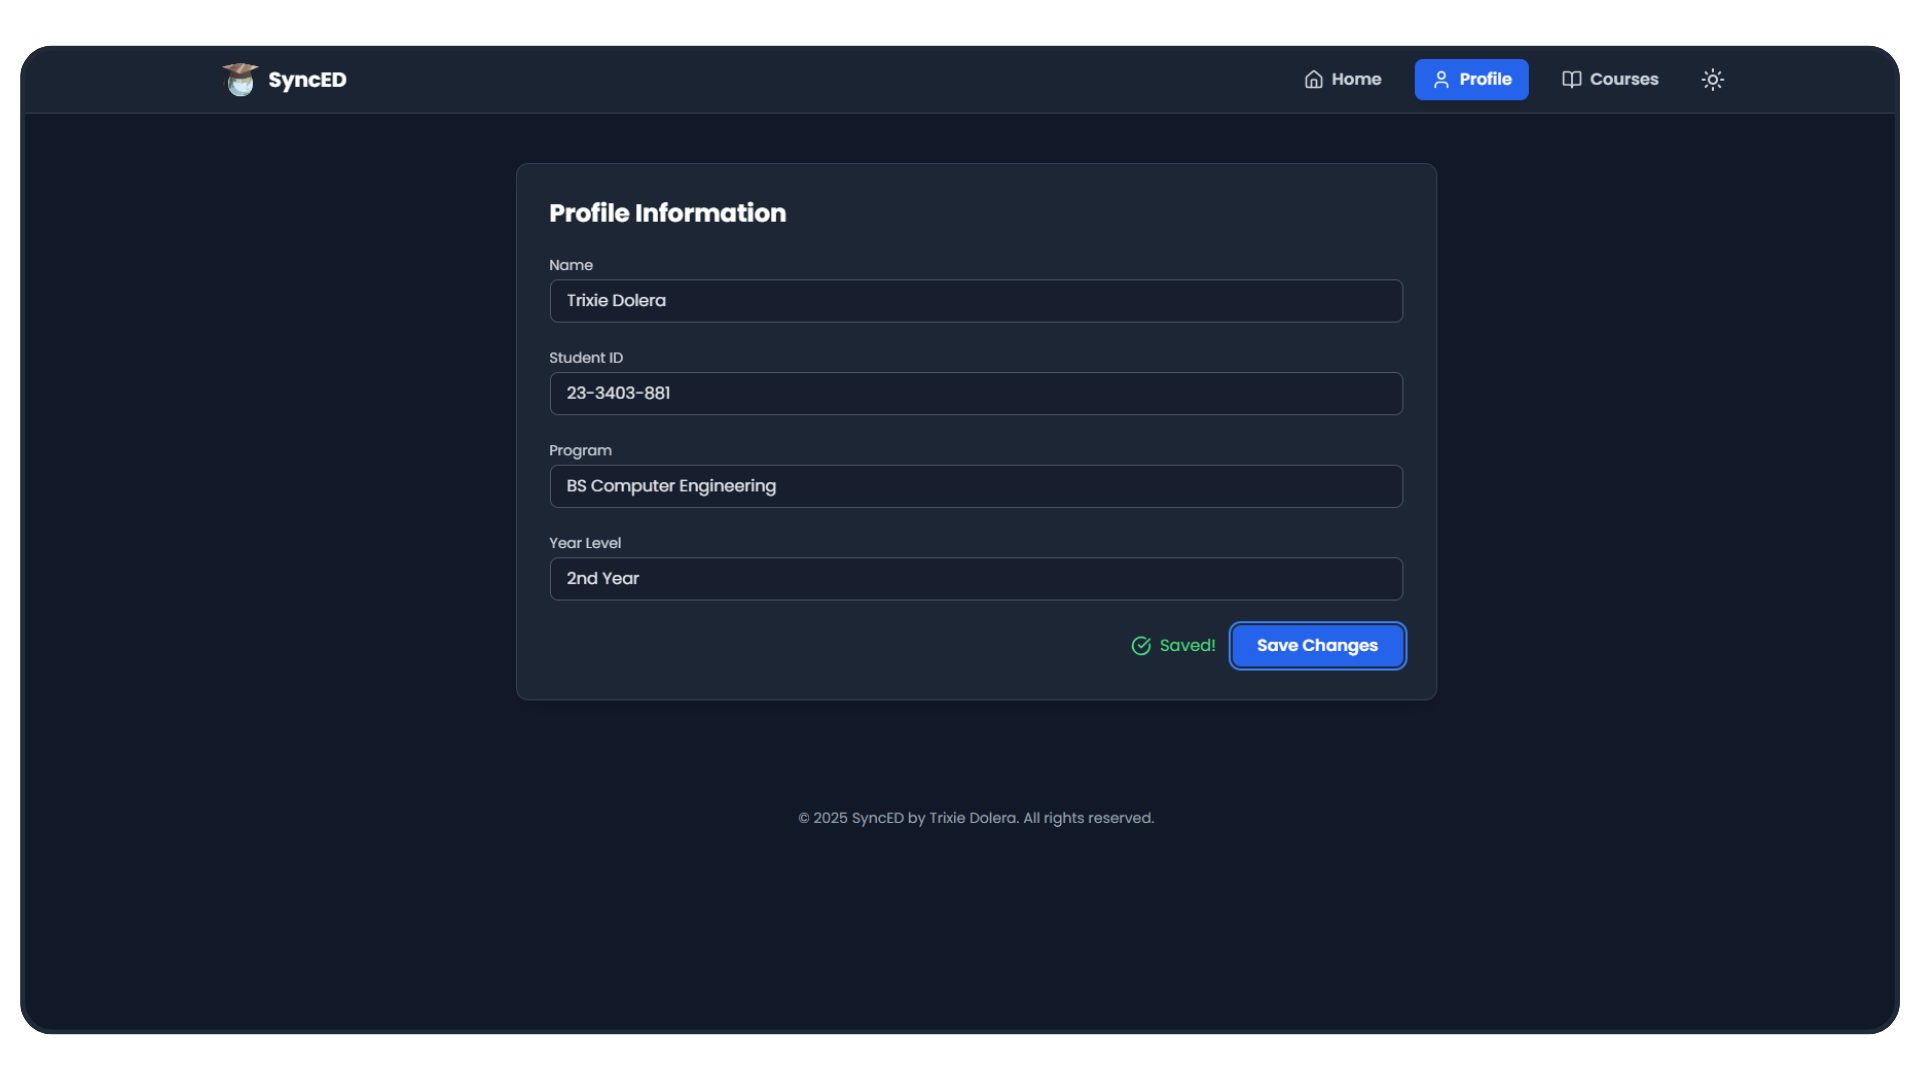 SyncED
Home
Profile
Courses
Profile Information
Name
Trixie Dolera
Student ID
23-3403-881
Program
BS Computer Engineering
Year Level
2nd Year
Saved!
Save Changes
© 2025 SyncED by Trixie Dolera. All rights reserved.